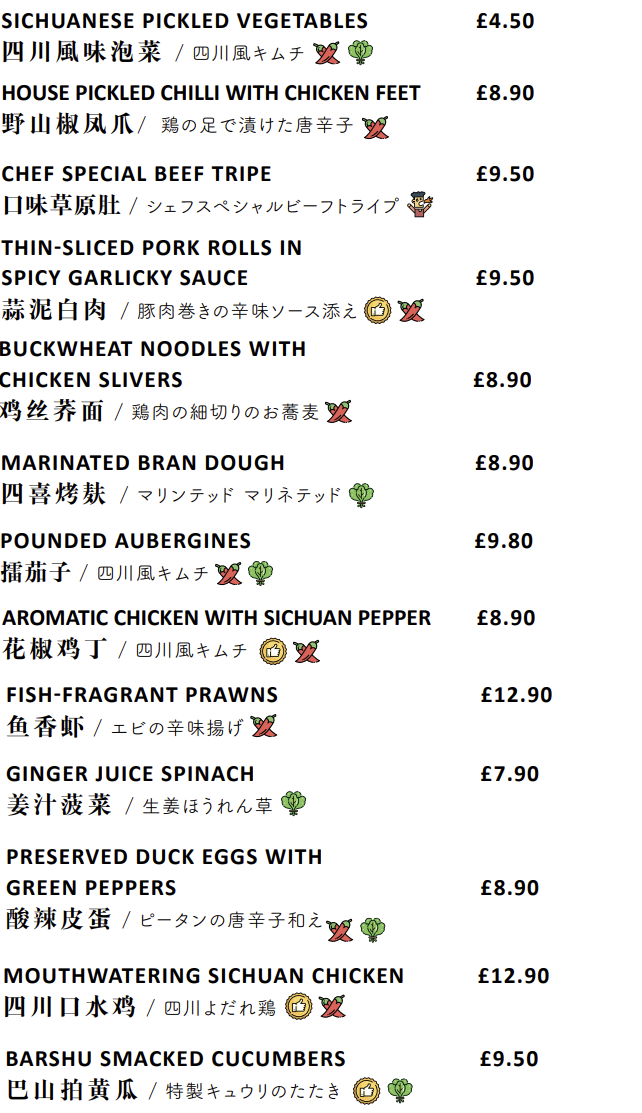 SICHUANESE PICKLED VEGETABLES £4.50
四川風味泡菜 / 四川風キムチ
HOUSE PICKLED CHILLI WITH CHICKEN FEET £8.90
野山椒凤爪/ 鶏の足で漬けた唐辛子
CHEF SPECIAL BEEF TRIPE £9.50
口味草原肚 / シェフスペシャルビーフトライプ
THIN-SLICED PORK ROLLS IN
SPICY GARLICKY SAUCE £9.50
蒜泥白肉 / 豚肉巻きの辛味ソース添え
BUCKWHEAT NOODLES WITH
CHICKEN SLIVERS £8.90
鸡丝荞面 / 鶏肉の細切りのお蕎麦
MARINATED BRAN DOUGH £8.90
四喜烤麸 / マリンテッド マリネテッド
POUNDED AUBERGINES £9.80
擂茄子 / 四川風キムチ
AROMATIC CHICKEN WITH SICHUAN PEPPER £8.90
花椒鸡丁 / 四川風キムチ
FISH-FRAGRANT PRAWNS £12.90
鱼香虾 / エビの辛味揚げ
GINGER JUICE SPINACH £7.90
姜汁菠菜 / 生姜ほうれん草
PRESERVED DUCK EGGS WITH
GREEN PEPPERS £8.90
酸辣皮蛋 / ピータンの唐辛子和え
MOUTHWATERING SICHUAN CHICKEN £12.90
四川口水鸡 / 四川よだれ鶏
BARSHU SMACKED CUCUMBERS £9.50
巴山拍黄瓜 / 特製キュウリのたたき